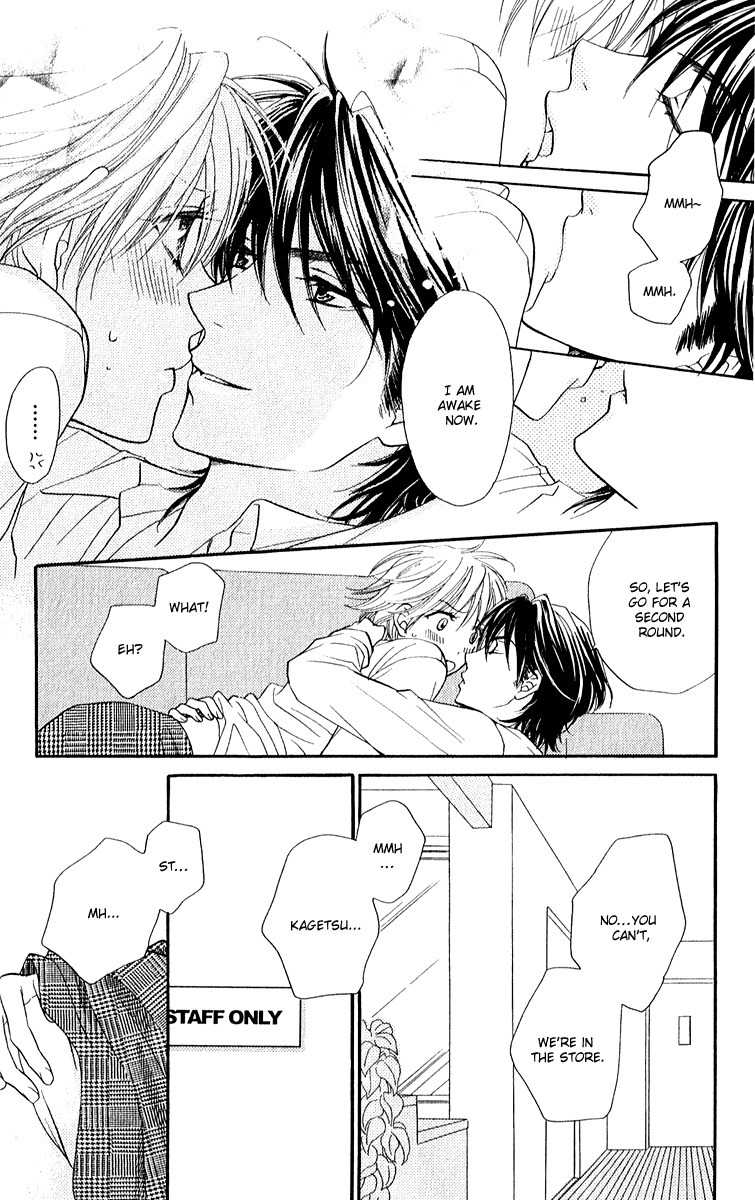 MMH~
MMH.
I AM
AWAKE
NOW.
........
SO, LET'S
GO FOR A
SECOND
ROUND.
WHAT!
EH?
NO...YOU
CAN'T,
WE'RE IN
THE STORE.
MMH
...
KAGETSU...
STAFF ONLY
ST...
MH...